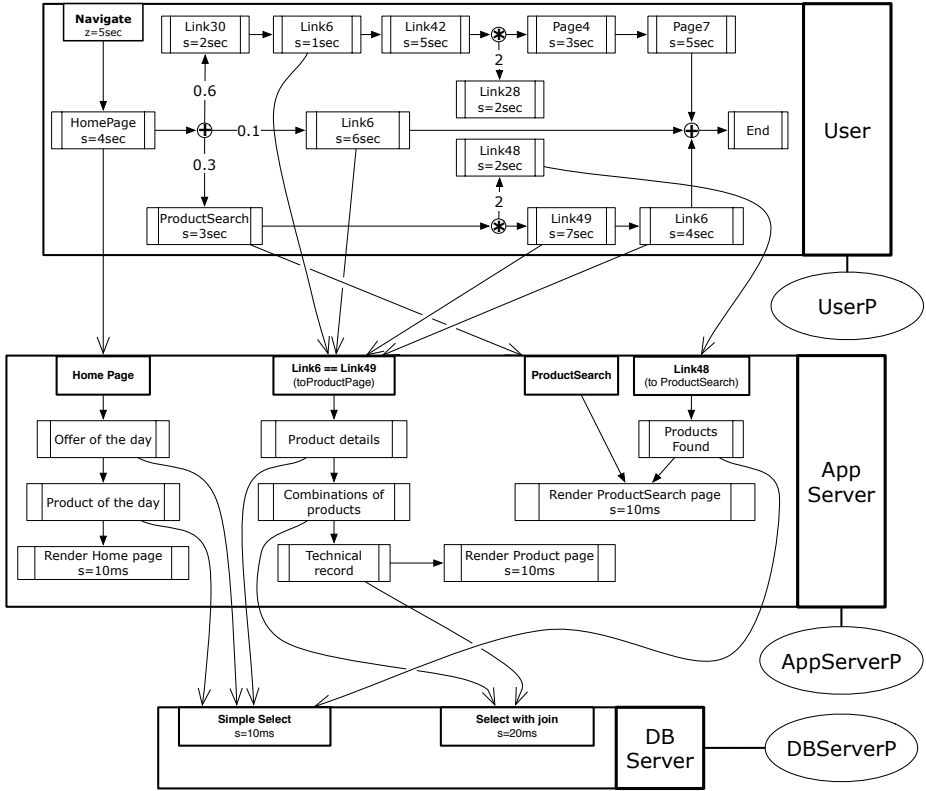 Navigate
z=5sec
Link30
s=2sec
Link6
s=1sec
Link42
s=5sec
Page4
s=3sec
Page7
s=5sec
2
Link28
s=2sec
0.6
HomePage
s=4sec
0.1
Link6
s=6sec
End
User
Link48
s=2sec
0.3
2
ProductSearch
s=3sec
Link49
s=7sec
Link6
s=4sec
UserP
Home Page
Link6 == Link49
(toProductPage)
ProductSearch
Link48
(to ProductSearch)
Offer of the day
Product details
Products
Found
App
Server
Product of the day
Combinations of
products
Render ProductSearch page
s=10ms
Render Home page
s=10ms
Technical
record
Render Product page
s=10ms
AppServerP
Simple Select
s=10ms
Select with join
s=20ms
DB
Server
DBServerP